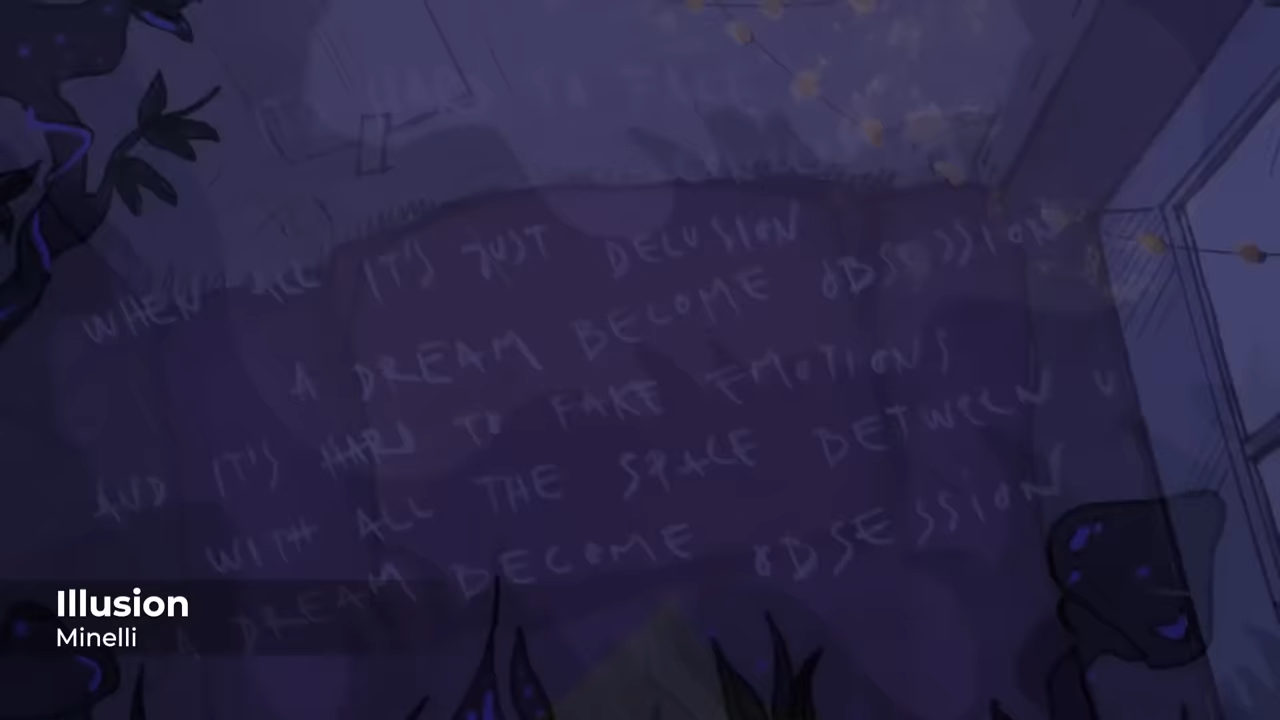 WHEN ALL IT'S JUST DELUSION
A DREAM BECOME OBSESSION
AND IT'S HARD TO FAKE EMOTIONS
WITH ALL THE SPACE BETWEEN U
A DREAM BECOME OBSESSION
Illusion
Minelli